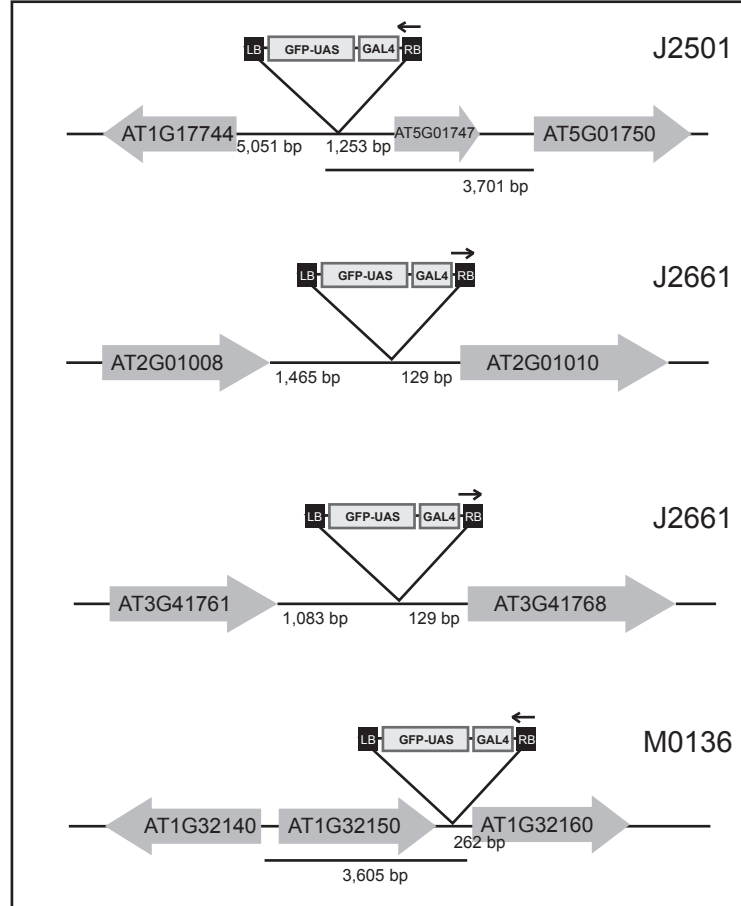 LB GFP-UAS GAL4 RB
J2501
AT1G17744 AT5G01747 AT5G01750
5,051 bp 1,253 bp
3,701 bp
LB GFP-UAS GAL4 RB
J2661
AT2G01008 AT2G01010
1,465 bp 129 bp
LB GFP-UAS GAL4 RB
J2661
AT3G41761 AT3G41768
1,083 bp 129 bp
LB GFP-UAS GAL4 RB
M0136
AT1G32140 AT1G32150 AT1G32160
262 bp
3,605 bp